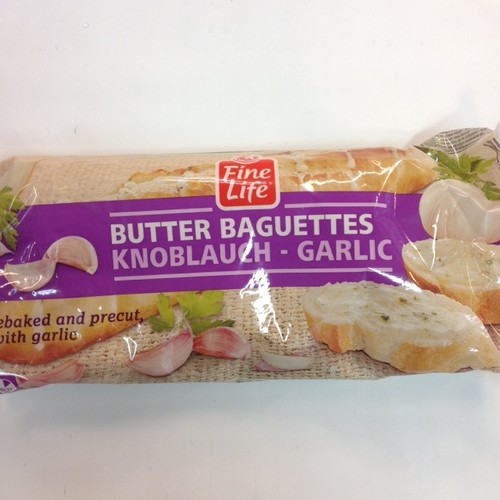 Fine
Life
BUTTER BAGUETTES
KNOBLAUCH - GARLIC
ebaked and precut,
with garlic